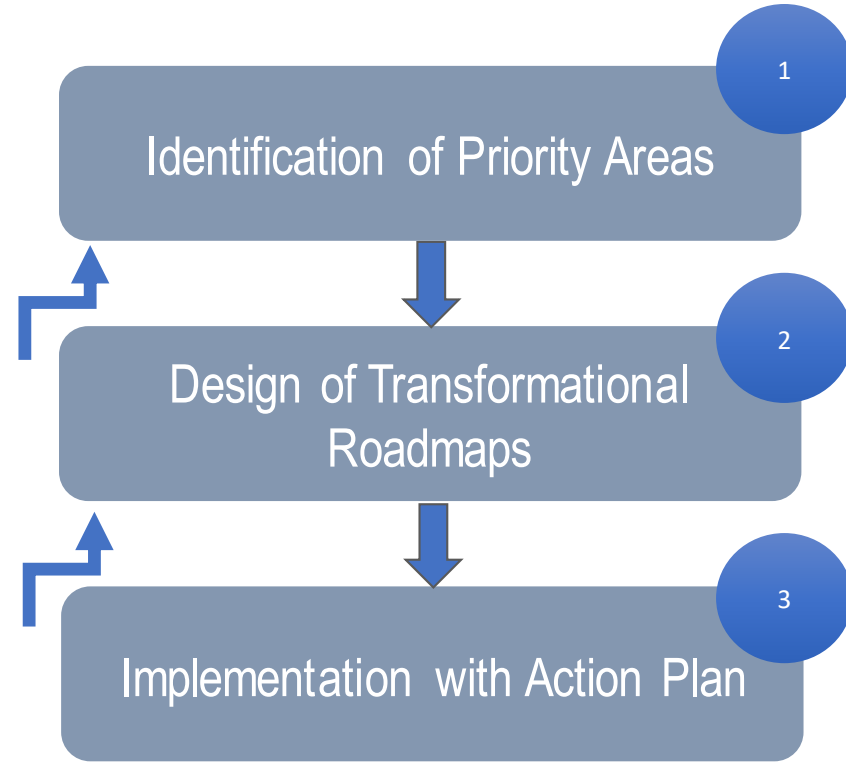 1
Identification of Priority Areas
2
Design of Transformational
Roadmaps
3
Implementation with Action Plan